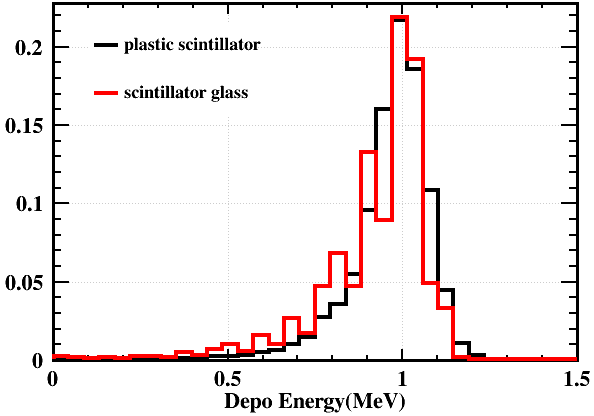 0.2
0.15
0.1
0.05
0
plastic scintillator
scintillator glass
0 0.5 1 1.5
Depo Energy(MeV)